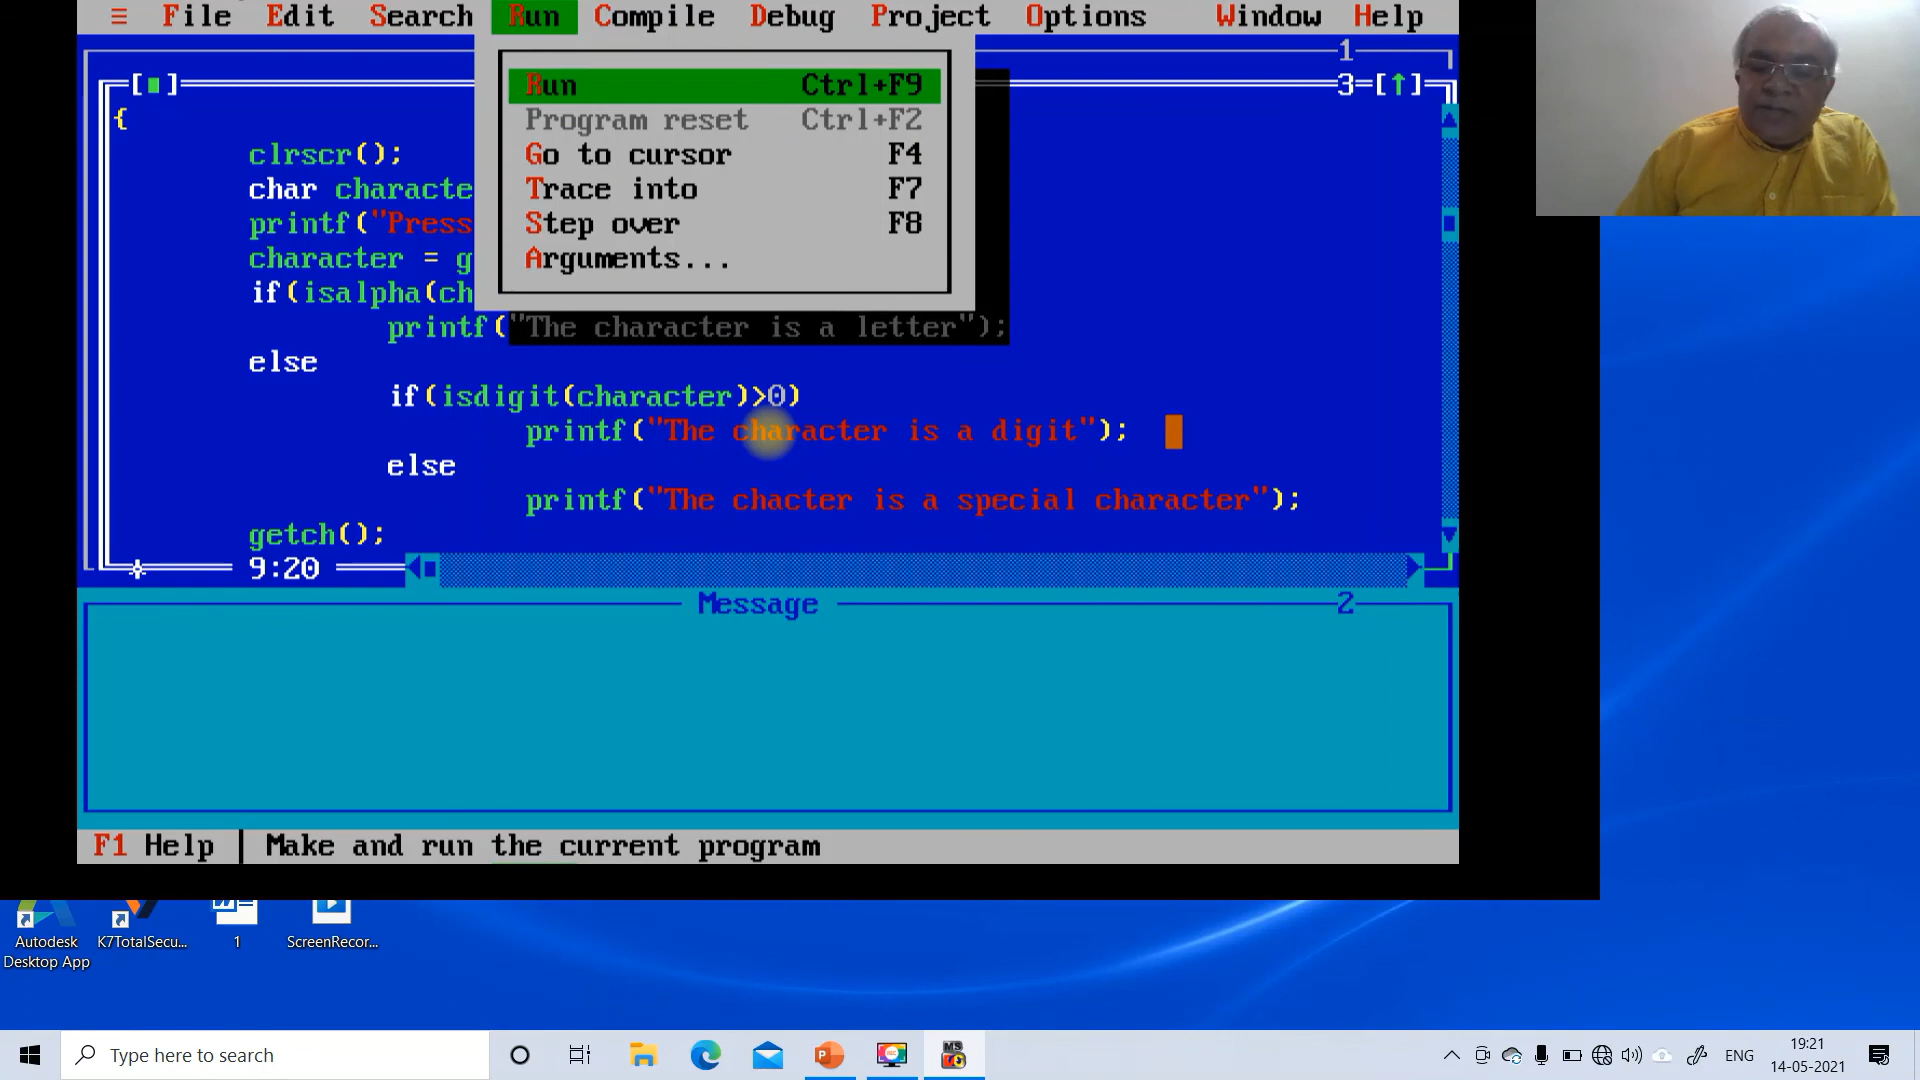 ≡ File Edit Search Run Compile Debug Project Options Window Help
1
[■] 3=[↑]
Run Ctrl+F9
Program reset Ctrl+F2
Go to cursor F4
Trace into F7
Step over F8
Arguments...
{
clrscr();
char characte
printf("Press
character = g
if(isalpha(ch
printf("The character is a letter");
else
if(isdigit(character)>0)
printf("The character is a digit");
else
printf("The chacter is a special character");
getch();
9:20
Message 2
F1 Help | Make and run the current program
Autodesk Desktop App
K7TotalSecu...
1
ScreenRecor...
Type here to search
MS
ENG
19:21
14-05-2021